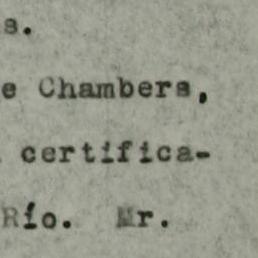 s.
e Chambers,
certifica-
Río. Mr.